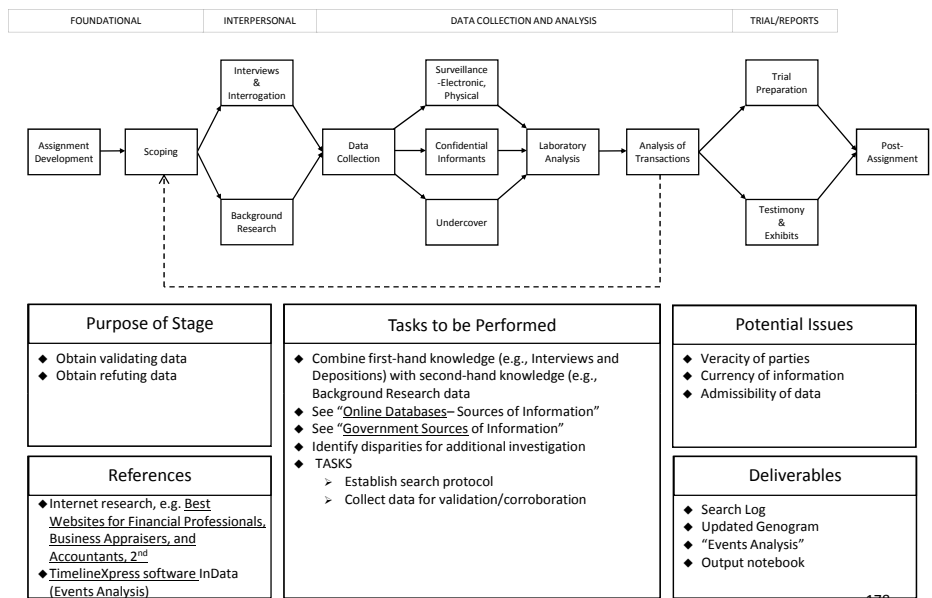 FOUNDATIONAL
INTERPERSONAL
DATA COLLECTION AND ANALYSIS
TRIAL/REPORTS
Interviews
&
Interrogation
Surveillance
-Electronic,
Physical
Trial
Preparation
Assignment
Development
Scoping
Data
Collection
Confidential
Informants
Laboratory
Analysis
Analysis of
Transactions
Post-
Assignment
Background
Research
Undercover
Testimony
&
Exhibits
Purpose of Stage
◆ Obtain validating data
◆ Obtain refuting data
References
◆Internet research, e.g. Best
Websites for Financial Professionals,
Business Appraisers, and
Accountants, 2nd
◆TimelineXpress software InData
(Events Analysis)
Tasks to be Performed
◆ Combine first-hand knowledge (e.g., Interviews and
Depositions) with second-hand knowledge (e.g.,
Background Research data
◆ See “Online Databases– Sources of Information”
◆ See “Government Sources of Information”
◆ Identify disparities for additional investigation
◆ TASKS
➢ Establish search protocol
➢ Collect data for validation/corroboration
Potential Issues
◆ Veracity of parties
◆ Currency of information
◆ Admissibility of data
Deliverables
◆ Search Log
◆ Updated Genogram
◆ “Events Analysis”
◆ Output notebook